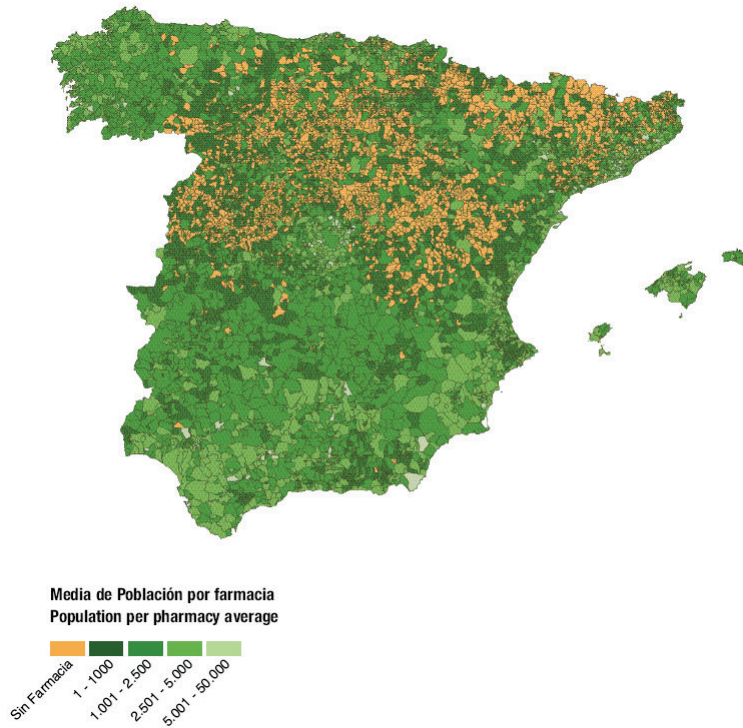 Media de Población por farmacia
Population per pharmacy average
Sin Farmacia
1 - 1000
1.001 - 2.500
2.501 - 5.000
5.001 - 50.000